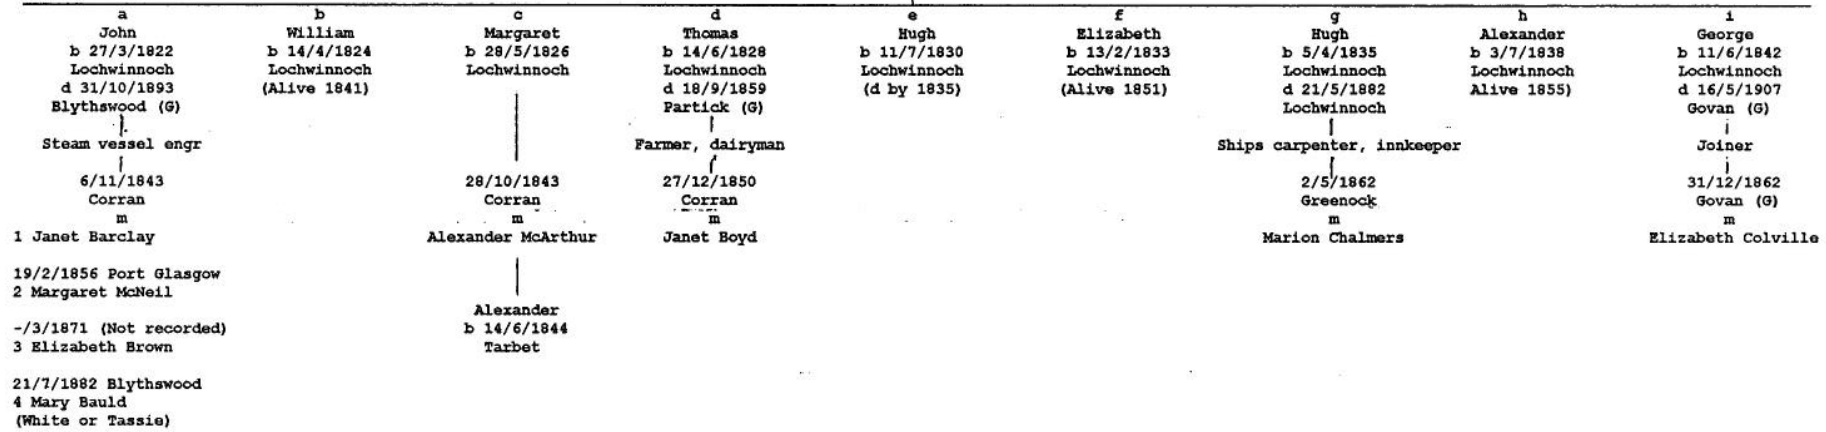 a b c d e f g h i
John William Margaret Thomas Hugh Elizabeth Hugh Alexander George
b 27/3/1822 b 14/4/1824 b 28/5/1826 b 14/6/1828 b 11/7/1830 b 13/2/1833 b 5/4/1835 b 3/7/1838 b 11/6/1842
Lochwinnoch Lochwinnoch Lochwinnoch Lochwinnoch Lochwinnoch Lochwinnoch Lochwinnoch Lochwinnoch Lochwinnoch
d 31/10/1893 (Alive 1841) d 18/9/1859 (d by 1835) (Alive 1851) d 21/5/1882 Alive 1855) d 16/5/1907
Blythswood (G) Partick (G) Lochwinnoch Govan (G)
Steam vessel engr Farmer, dairyman Ships carpenter, innkeeper Joiner
6/11/1843 28/10/1843 27/12/1850 2/5/1862 31/12/1862
Corran Corran Corran Greenock Govan (G)
m m m m m
1 Janet Barclay Alexander McArthur Janet Boyd Marion Chalmers Elizabeth Colville
19/2/1856 Port Glasgow
2 Margaret McNeil
Alexander
-/3/1871 (Not recorded) b 14/6/1844
3 Elizabeth Brown Tarbet
21/7/1882 Blythswood
4 Mary Bauld
(White or Tassie)